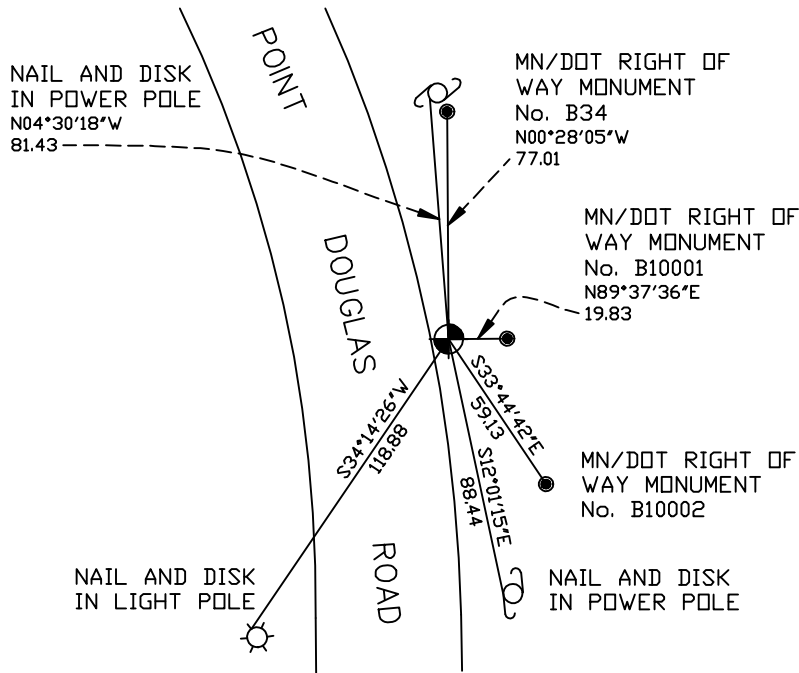 POINT
DOUGLAS
ROAD
NAIL AND DISK
IN POWER POLE
N04°30'18"W
81.43
MN/DOT RIGHT OF
WAY MONUMENT
No. B34
N00°28'05"W
77.01
MN/DOT RIGHT OF
WAY MONUMENT
No. B10001
N89°37'36"E
19.83
S33°44'42"E
59.13
S34°14'26"W
118.88
S12°01'15"E
88.44
MN/DOT RIGHT OF
WAY MONUMENT
No. B10002
NAIL AND DISK
IN LIGHT POLE
NAIL AND DISK
IN POWER POLE